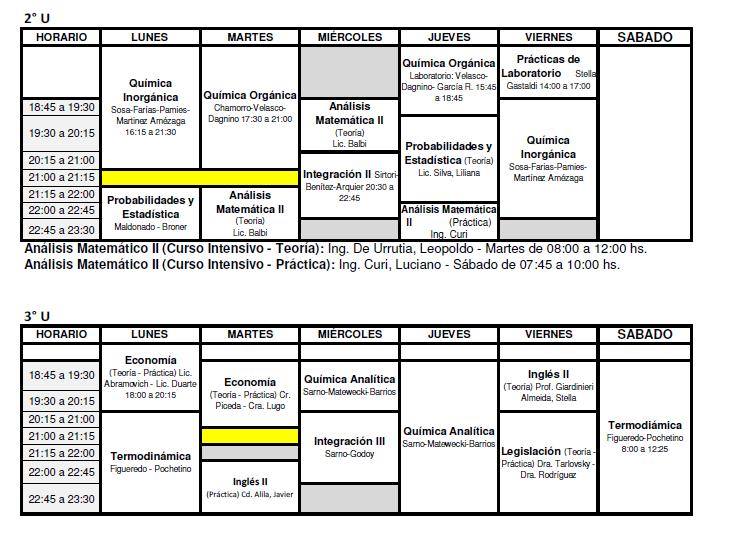 2° U
HORARIO LUNES MARTES MIÉRCOLES JUEVES VIERNES SABADO
18:45 a 19:30
19:30 a 20:15
20:15 a 21:00
21:00 a 21:15
21:15 a 22:00
22:00 a 22:45
22:45 a 23:30
Química
Inorgánica
Sosa-Farías-Pamies-
Martinez Amézaga
16:15 a 21:30
Probabilidades y
Estadística
Maldonado - Broner
Química Orgánica
Chamorro-Velasco-
Dagnino 17:30 a 21:00
Análisis
Matemática II
(Teoría)
Lic. Balbi
Análisis
Matemática II
(Teoría)
Lic. Balbi
Integración II Sirtori-
Benítez-Arquier 20:30 a
22:45
Química Orgánica
Laboratorio: Velasco-
Dagnino- García R. 15:45
a 18:45
Probabilidades y
Estadística (Teoría)
Lic. Silva, Liliana
Análisis Matemática
II (Práctica)
Ing. Curi
Prácticas de
Laboratorio Stella
Gastaldi 14:00 a 17:00
Química
Inorgánica
Sosa-Farías-Pamies-
Martínez Amézaga
Análisis Matemático II (Curso Intensivo - Teoría): Ing. De Urrutia, Leopoldo - Martes de 08:00 a 12:00 hs.
Análisis Matemático II (Curso Intensivo - Práctica): Ing. Curi, Luciano - Sábado de 07:45 a 10:00 hs.
3° U
HORARIO LUNES MARTES MIÉRCOLES JUEVES VIERNES SABADO
18:45 a 19:30
19:30 a 20:15
20:15 a 21:00
21:00 a 21:15
21:15 a 22:00
22:00 a 22:45
22:45 a 23:30
Economía
(Teoría - Práctica) Lic.
Abramovich - Lic. Duarte
18:00 a 20:15
Termodinámica
Figueredo - Pochetino
Economía
(Teoría - Práctica) Cr.
Piceda - Cra. Lugo
Inglés II
(Práctica) Cd. Alila, Javier
Química Analítica
Sarno-Matewecki-Barrios
Integración III
Sarno-Godoy
Química Analítica
Sarno-Matewecki-Barrios
Inglés II
(Teoría) Prof. Giardinieri
Almeida, Stella
Legislación (Teoría -
Práctica) Dra. Tarlovsky -
Dra. Rodríguez
Termodiámica
Figueredo-Pochetino
8:00 a 12:25